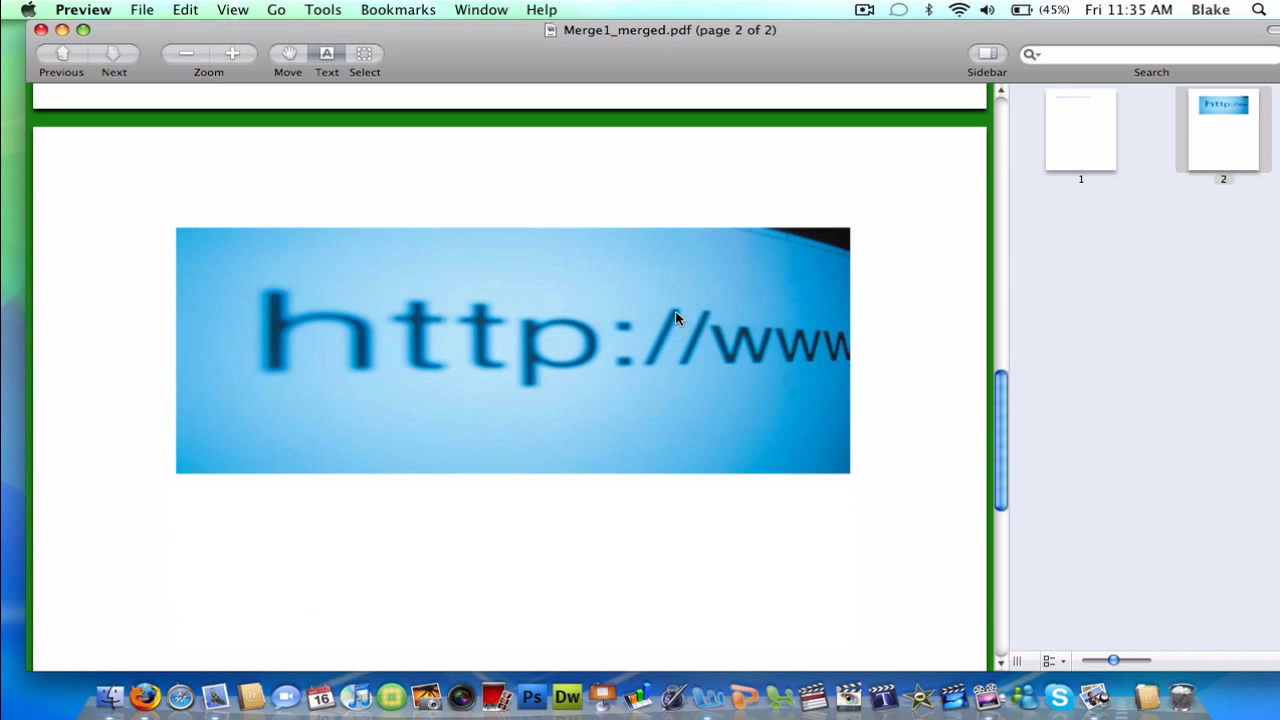 Preview File Edit View Go Tools Bookmarks Window Help (45%) Fri 11:35 AM Blake
Merge1_merged.pdf (page 2 of 2)
Previous Next Zoom Move A Text Select Sidebar Search
http://www
1 2
16 Ps Dw T S